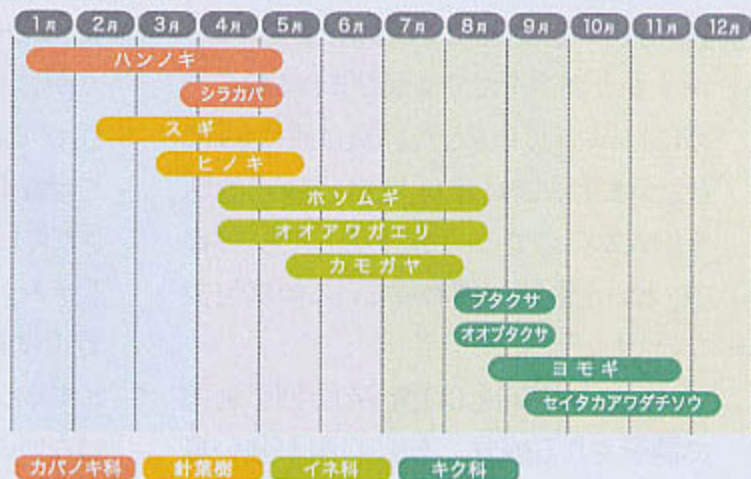 1月 2月 3月 4月 5月 6月 7月 8月 9月 10月 11月 12月
ハンノキ
シラカバ
スギ
ヒノキ
ホソムギ
オオアワガエリ
カモガヤ
ブタクサ
オオブタクサ
ヨモギ
セイタカアワダチソウ
カバノキ科 針葉樹 イネ科 キク科